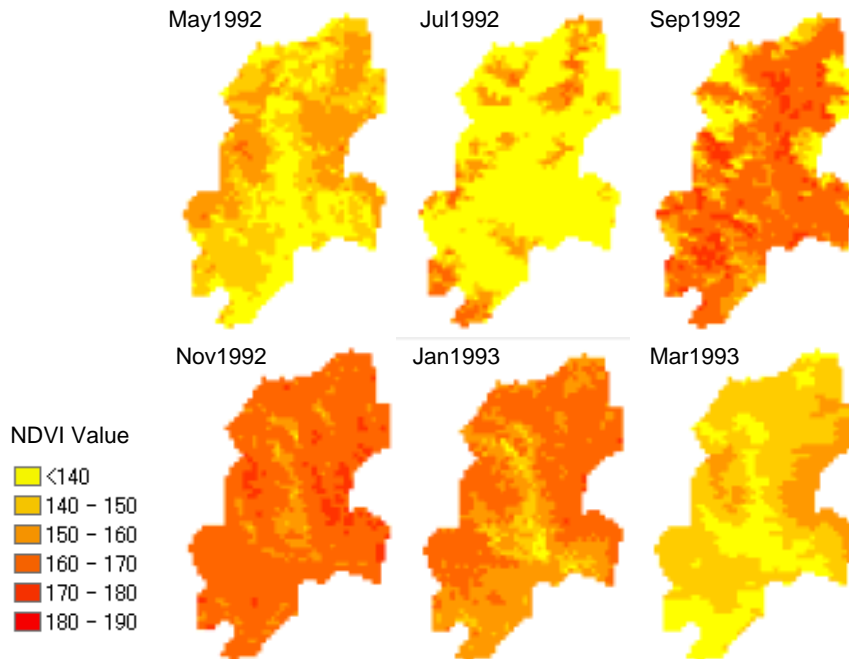 May1992
Jul1992
Sep1992
Nov1992
Jan1993
Mar1993
NDVI Value
<140
140 - 150
150 - 160
160 - 170
170 - 180
180 - 190